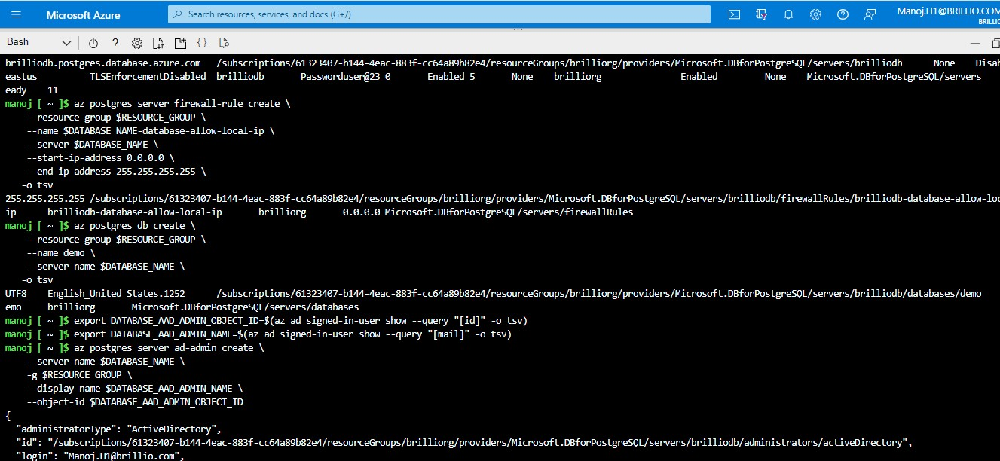 Microsoft Azure
Search resources, services, and docs (G+/)
Manoj.H1@BRILLIO.COM
BRILLIO
Bash
brilliodb.postgres.database.azure.com /subscriptions/61323407-b144-4eac-883f-cc64a89b82e4/resourceGroups/brilliorg/providers/Microsoft.DBforPostgreSQL/servers/brilliodb None Disab
eastus TLSEnforcementDisabled brilliodb Passworduser@23 0 Enabled 5 None brilliorg Enabled None Microsoft.DBforPostgreSQL/servers
eady 11
manoj [ ~ ]$ az postgres server firewall-rule create \
--resource-group $RESOURCE_GROUP \
--name $DATABASE_NAME-database-allow-local-ip \
--server $DATABASE_NAME \
--start-ip-address 0.0.0.0 \
--end-ip-address 255.255.255.255 \
-o tsv
255.255.255.255 /subscriptions/61323407-b144-4eac-883f-cc64a89b82e4/resourceGroups/brilliorg/providers/Microsoft.DBforPostgreSQL/servers/brilliodb/firewallRules/brilliodb-database-allow-loc
ip brilliodb-database-allow-local-ip brilliorg 0.0.0.0 Microsoft.DBforPostgreSQL/servers/firewallRules
manoj [ ~ ]$ az postgres db create \
--resource-group $RESOURCE_GROUP \
--name demo \
--server-name $DATABASE_NAME \
-o tsv
UTF8 English_United States.1252 /subscriptions/61323407-b144-4eac-883f-cc64a89b82e4/resourceGroups/brilliorg/providers/Microsoft.DBforPostgreSQL/servers/brilliodb/databases/demo
emo brilliorg Microsoft.DBforPostgreSQL/servers/databases
manoj [ ~ ]$ export DATABASE_AAD_ADMIN_OBJECT_ID=$(az ad signed-in-user show --query "[id]" -o tsv)
manoj [ ~ ]$ export DATABASE_AAD_ADMIN_NAME=$(az ad signed-in-user show --query "[mail]" -o tsv)
manoj [ ~ ]$ az postgres server ad-admin create \
--server-name $DATABASE_NAME \
-g $RESOURCE_GROUP \
--display-name $DATABASE_AAD_ADMIN_NAME \
--object-id $DATABASE_AAD_ADMIN_OBJECT_ID
{
"administratorType": "ActiveDirectory",
"id": "/subscriptions/61323407-b144-4eac-883f-cc64a89b82e4/resourceGroups/brilliorg/providers/Microsoft.DBforPostgreSQL/servers/brilliodb/administrators/activeDirectory",
"login": "Manoj.H1@brillio.com",